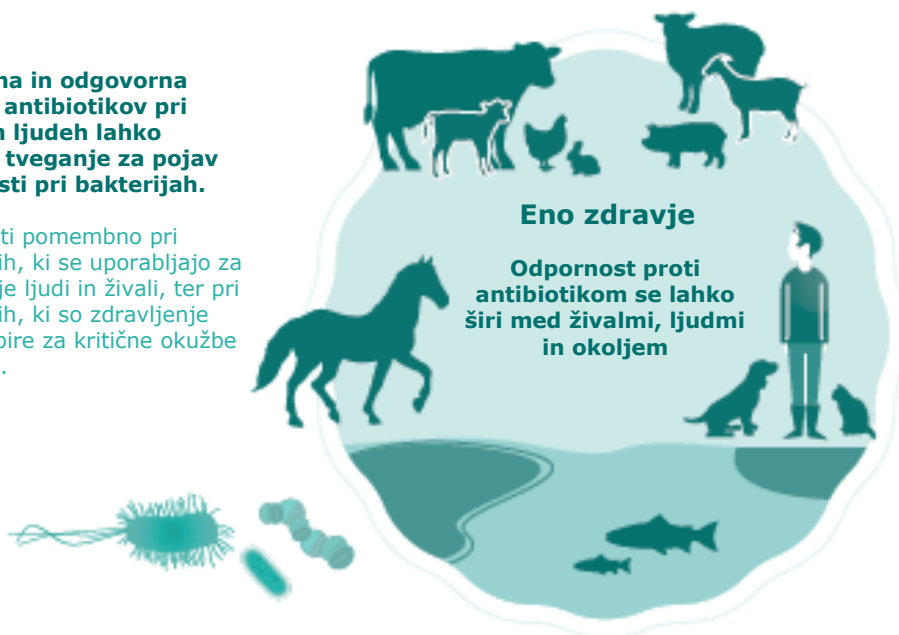 na in odgovorna
antibiotikov pri
ljudeh lahko
tveganje za pojav
sti pri bakterijah.
ti pomembno pri
ih, ki se uporabljajo za
je ljudi in živali, ter pri
ih, ki so zdravljenje
bire za kritične okužbe
.
Eno zdravje
Odpornost proti
antibiotikom se lahko
širi med živalmi, ljudmi
in okoljem